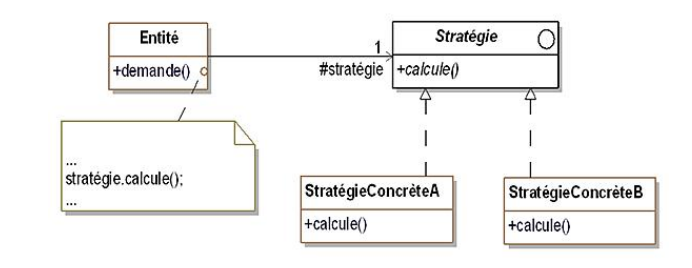 Entité
+demande()
1
#stratégie
Stratégie
+calcule()
...
stratégie.calcule();
...
StratégieConcrèteA
+calcule()
StratégieConcrèteB
+calcule()